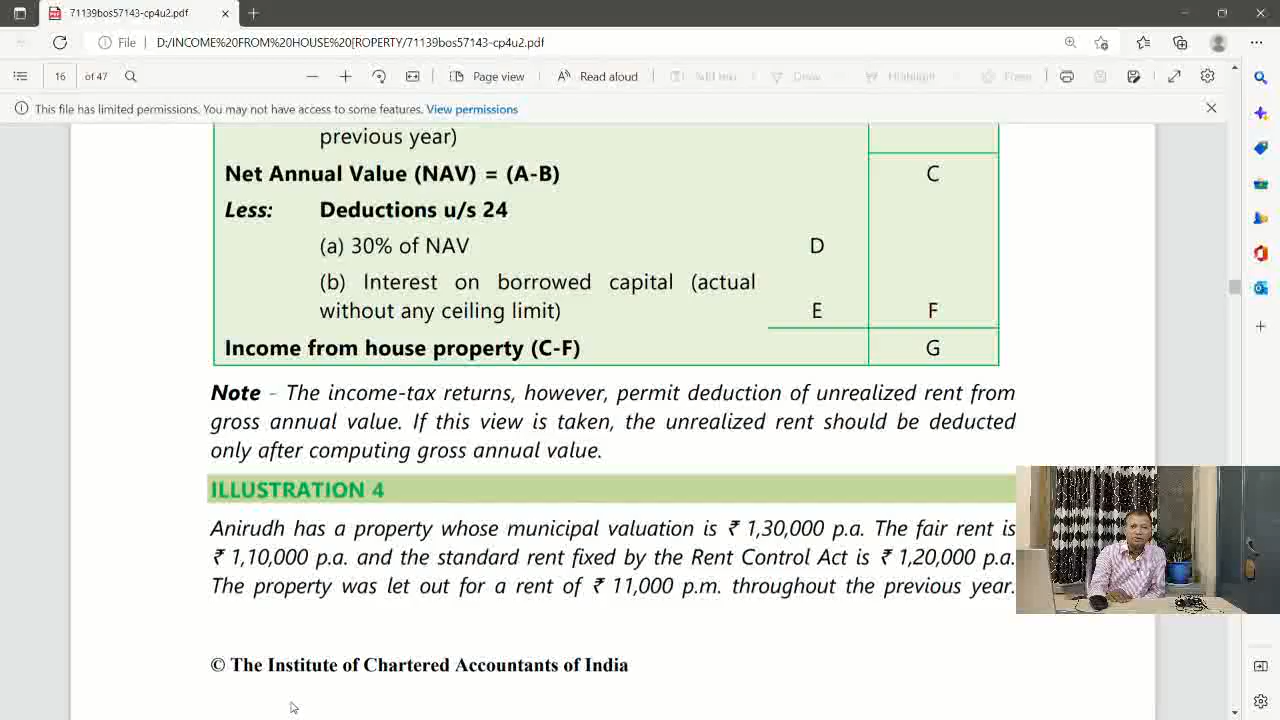 71139bos57143-cp4u2.pdf
File D:/INCOME%20FROM%20HOUSE%20[ROPERTY/71139bos57143-cp4u2.pdf
16 of 47 Page view Read aloud Add text Draw Highlight Erase
This file has limited permissions. You may not have access to some features. View permissions
previous year)
Net Annual Value (NAV) = (A-B) C
Less: Deductions u/s 24
(a) 30% of NAV D
(b) Interest on borrowed capital (actual
without any ceiling limit) E F
Income from house property (C-F) G
Note - The income-tax returns, however, permit deduction of unrealized rent from
gross annual value. If this view is taken, the unrealized rent should be deducted
only after computing gross annual value.
ILLUSTRATION 4
Anirudh has a property whose municipal valuation is ₹ 1,30,000 p.a. The fair rent is
₹ 1,10,000 p.a. and the standard rent fixed by the Rent Control Act is ₹ 1,20,000 p.a.
The property was let out for a rent of ₹ 11,000 p.m. throughout the previous year.
© The Institute of Chartered Accountants of India